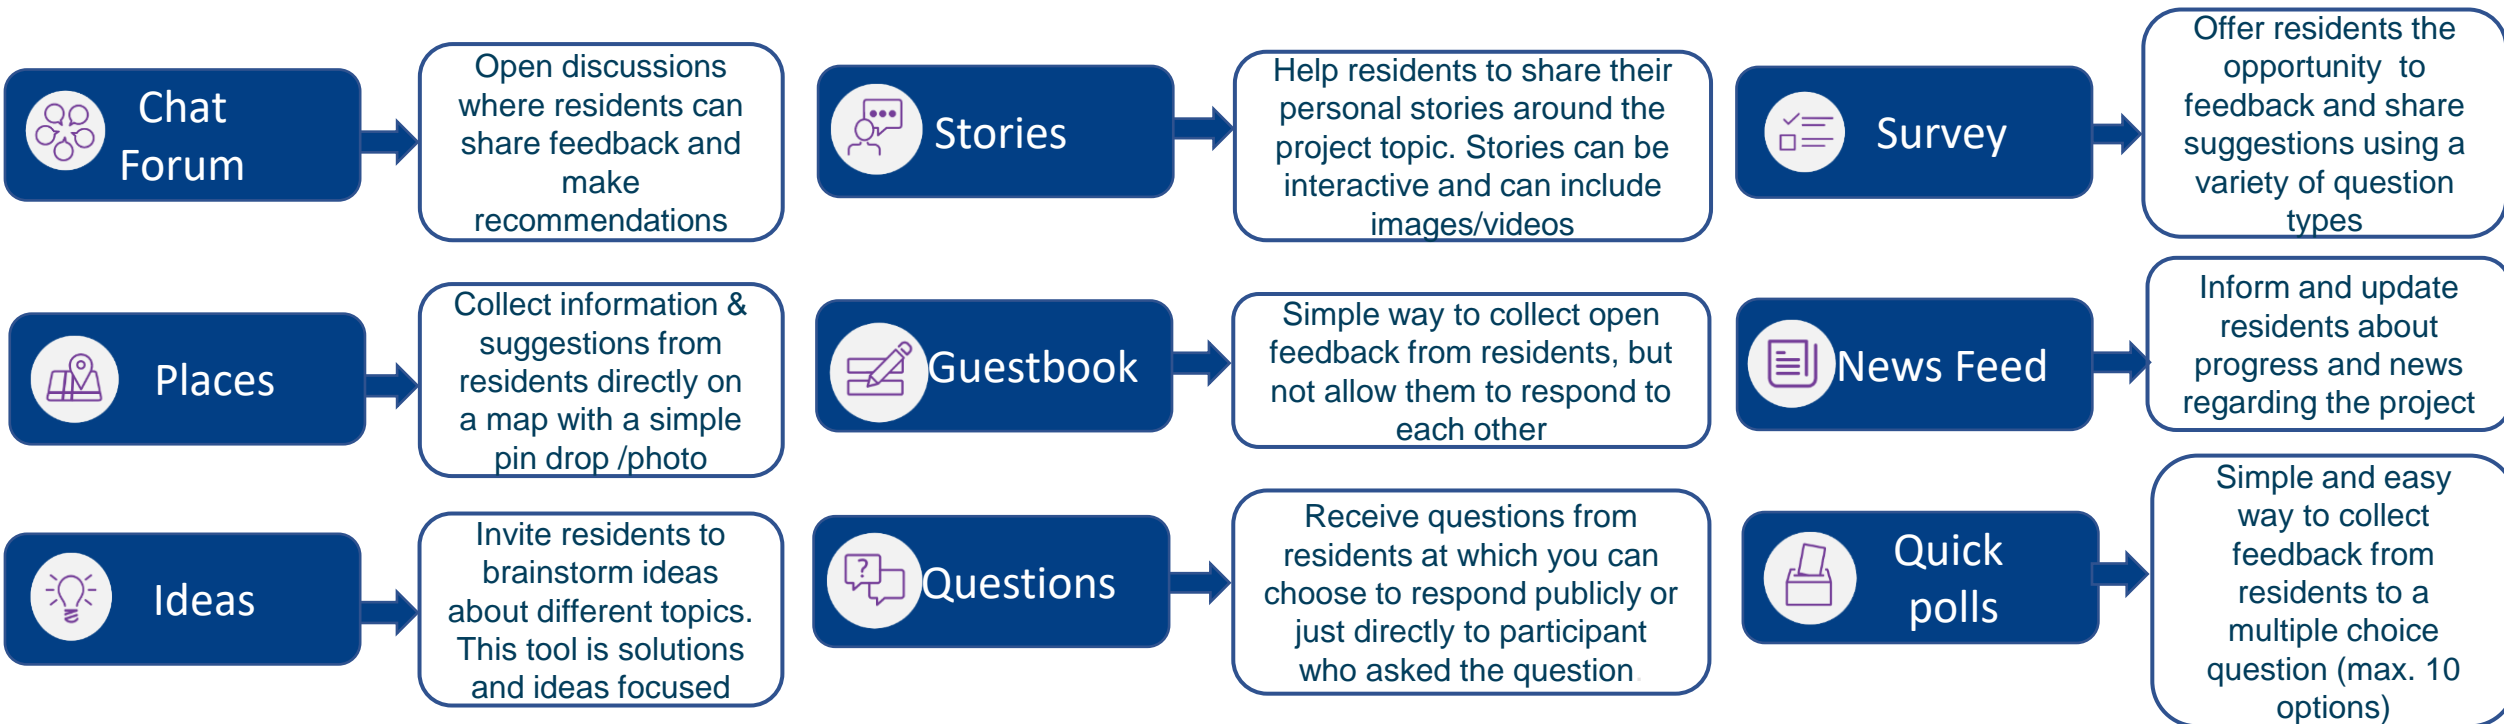 Chat
Forum
Open discussions
where residents can
share feedback and
make
recommendations
Stories
Help residents to share their
personal stories around the
project topic. Stories can be
interactive and can include
images/videos
Survey
Offer residents the
opportunity to
feedback and share
suggestions using a
variety of question
types
Places
Collect information &
suggestions from
residents directly on
a map with a simple
pin drop /photo
Guestbook
Simple way to collect open
feedback from residents, but
not allow them to respond to
each other
News Feed
Inform and update
residents about
progress and news
regarding the project
Ideas
Invite residents to
brainstorm ideas
about different topics.
This tool is solutions
and ideas focused
Questions
Receive questions from
residents at which you can
choose to respond publicly or
just directly to participant
who asked the question.
Quick
polls
Simple and easy
way to collect
feedback from
residents to a
multiple choice
question (max. 10
options)